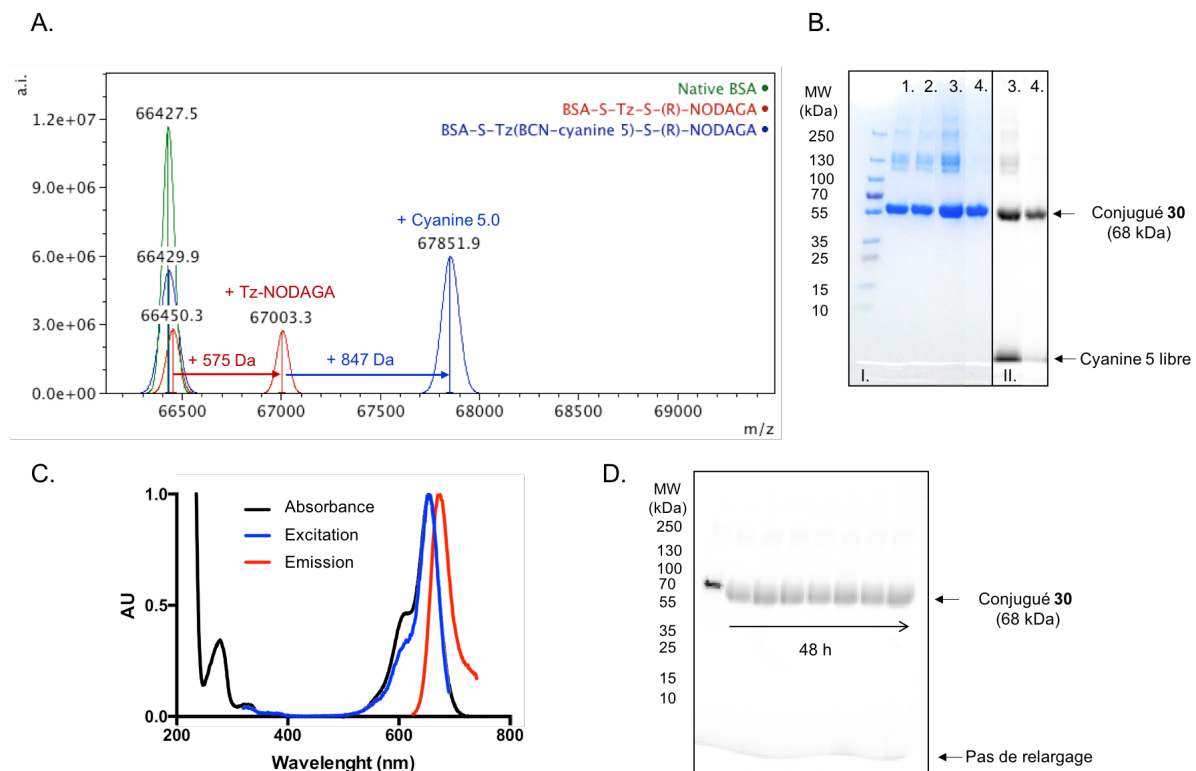 A.
a.i.
Native BSA
BSA-S-Tz-S-(R)-NODAGA
BSA-S-Tz(BCN-cyanine 5)-S-(R)-NODAGA
1.2e+07
9.0e+06
6.0e+06
3.0e+06
0.0e+00
66427.5
66429.9
66450.3
+ Tz-NODAGA
67003.3
+ Cyanine 5.0
67851.9
+ 575 Da
+ 847 Da
66500
67000
67500
68000
68500
69000
m/z
B.
MW
(kDa)
250
130
100
70
55
35
25
15
10
1.
2.
3.
4.
3.
4.
I.
II.
Conjugué 30
(68 kDa)
Cyanine 5 libre
C.
1.0
0.5
0.0
AU
Absorbance
Excitation
Emission
200
400
600
800
Wavelenght (nm)
D.
MW
(kDa)
250
130
100
70
55
35
25
15
10
48 h
Conjugué 30
(68 kDa)
Pas de relargage